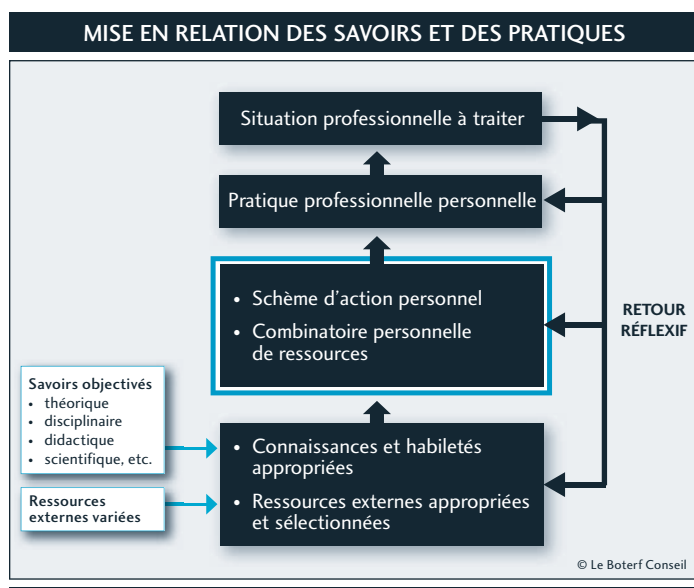 MISE EN RELATION DES SAVOIRS ET DES PRATIQUES
Situation professionnelle à traiter
Pratique professionnelle personnelle
• Schème d’action personnel
• Combinatoire personnelle
de ressources
RETOUR
RÉFLEXIF
Savoirs objectivés
• théorique
• disciplinaire
• didactique
• scientifique, etc.
Ressources
externes variées
• Connaissances et habiletés
appropriées
• Ressources externes appropriées
et sélectionnées
© Le Boterf Conseil